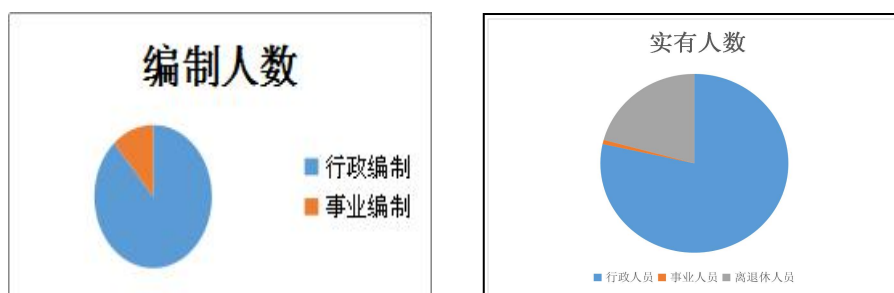 编制人数
行政编制
事业编制
实有人数
行政人员 事业人员 离退休人员